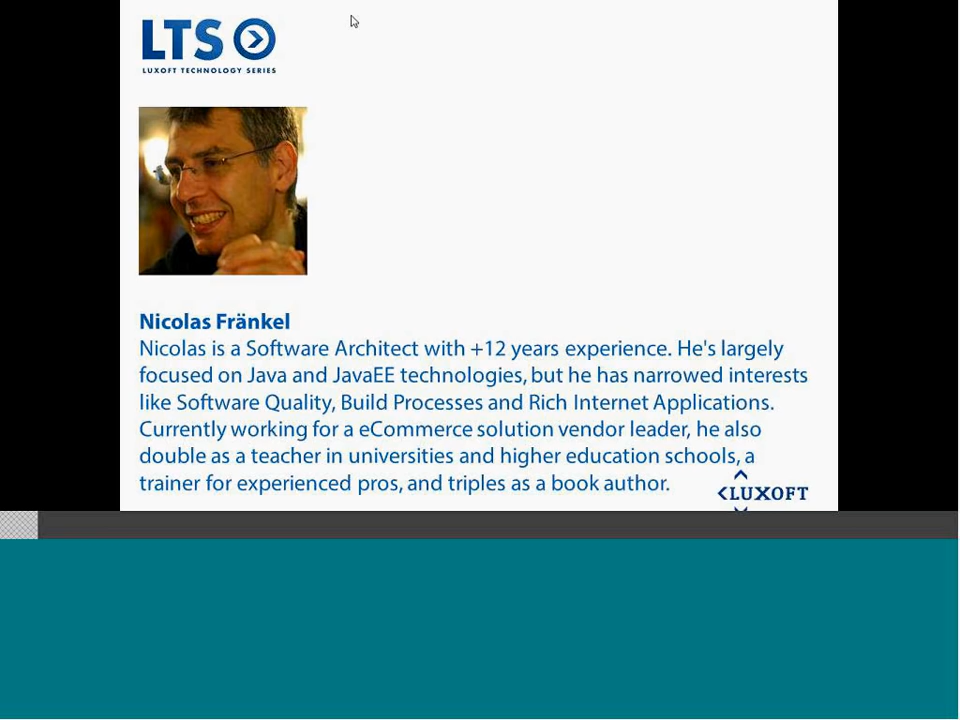 LTS
LUXOFT TECHNOLOGY SERIES
Nicolas Fränkel
Nicolas is a Software Architect with +12 years experience. He's largely
focused on Java and JavaEE technologies, but he has narrowed interests
like Software Quality, Build Processes and Rich Internet Applications.
Currently working for a eCommerce solution vendor leader, he also
double as a teacher in universities and higher education schools, a
trainer for experienced pros, and triples as a book author.
LUXOFT